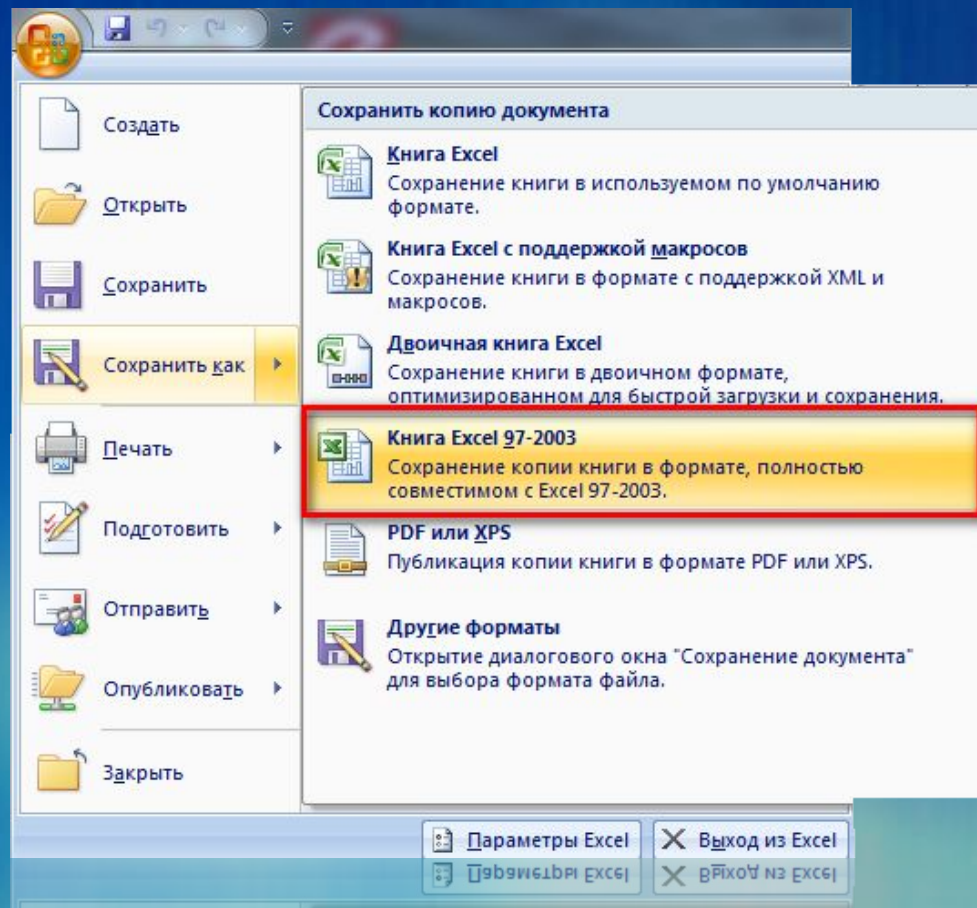 Создать
Открыть
Сохранить
Сохранить как
Печать
Подготовить
Отправить
Опубликовать
Закрыть
Сохранить копию документа
Книга Excel
Сохранение книги в используемом по умолчанию
формате.
Книга Excel с поддержкой макросов
Сохранение книги в формате с поддержкой XML и
макросов.
Двоичная книга Excel
Сохранение книги в двоичном формате,
оптимизированном для быстрой загрузки и сохранения.
Книга Excel 97-2003
Сохранение копии книги в формате, полностью
совместимом с Excel 97-2003.
PDF или XPS
Публикация копии книги в формате PDF или XPS.
Другие форматы
Открытие диалогового окна "Сохранение документа"
для выбора формата файла.
Параметры Excel
Выход из Excel